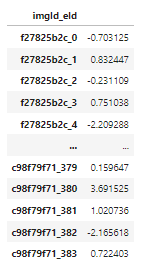 imgId_eId
f27825b2c_0 -0.703125
f27825b2c_1 0.832447
f27825b2c_2 -0.231109
f27825b2c_3 0.751038
f27825b2c_4 -2.209288
... ...
c98f79f71_379 0.159647
c98f79f71_380 3.691525
c98f79f71_381 1.020736
c98f79f71_382 -2.165618
c98f79f71_383 0.722403